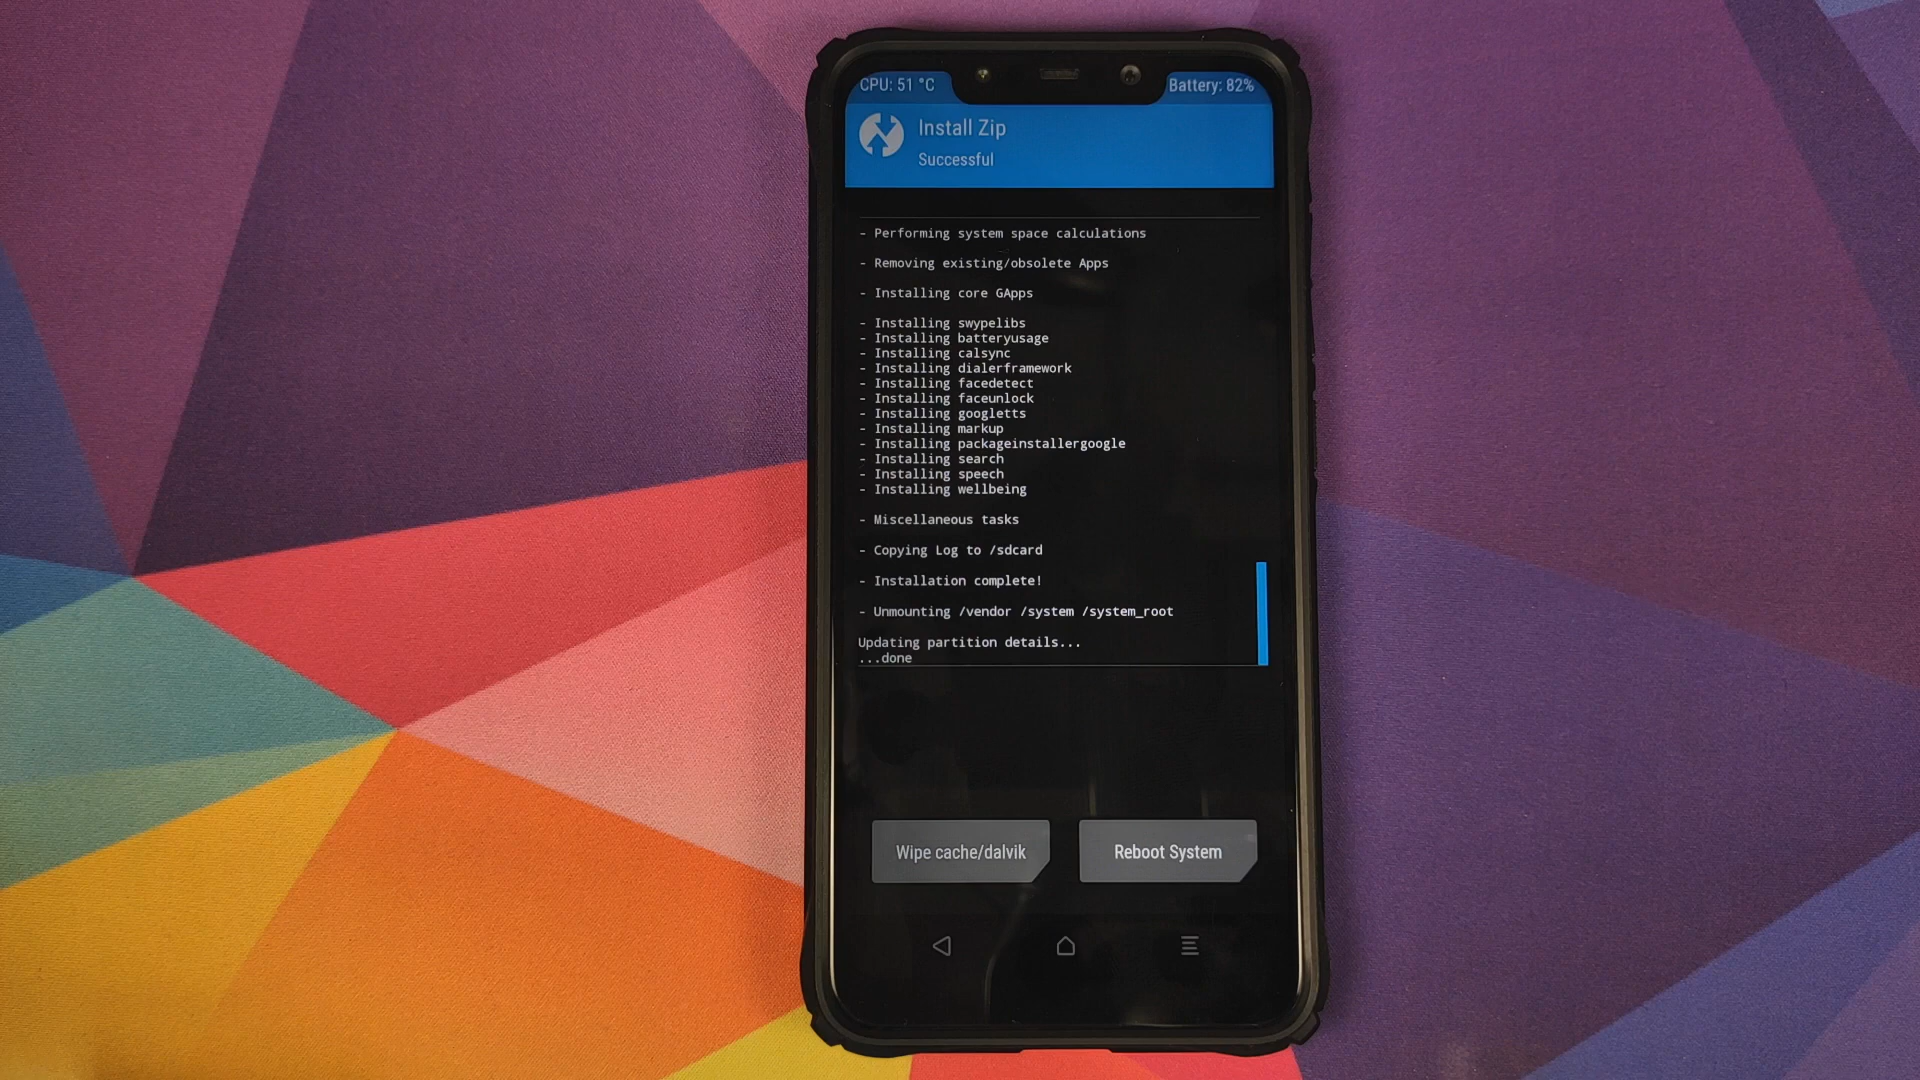 CPU: 51 °C
Battery: 82%
Install Zip
Successful
- Performing system space calculations
- Removing existing/obsolete Apps
- Installing core GApps
- Installing swypelibs
- Installing batteryusage
- Installing calsync
- Installing dialerframework
- Installing facedetect
- Installing faceunlock
- Installing googletts
- Installing markup
- Installing packageinstallergoogle
- Installing search
- Installing speech
- Installing wellbeing
- Miscellaneous tasks
- Copying Log to /sdcard
- Installation complete!
- Unmounting /vendor /system /system_root
Updating partition details...
...done
Wipe cache/dalvik
Reboot System